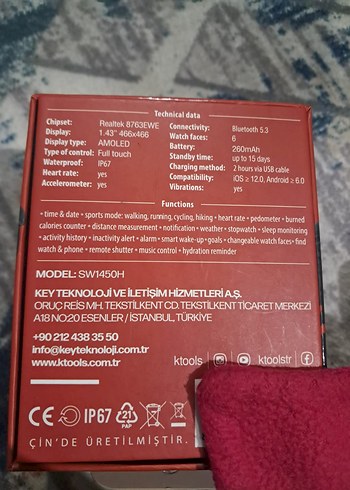 Technical data
Chipset: Realtek 8763EWE
Display: 1.43" 466x466
Display type: AMOLED
Type of control: Full touch
Waterproof: IP67
Heart rate: yes
Accelerometer: yes
Connectivity: Bluetooth 5.3
Watch faces: 6
Battery: 260mAh
Standby time: up to 15 days
Charging method: 2 hours via USB cable
Compatibility: iOS ≥ 12.0, Android ≥ 6.0
Vibrations: yes
Functions
• time & date • sports mode: walking, running, cycling, hiking • heart rate • pedometer • burned
calories counter • distance measurement • notification • weather • stopwatch • sleep monitoring
• activity history • inactivity alert • alarm • smart wake-up • goals • changeable watch faces • find
watch & phone • remote shutter • music control • hydration reminder
MODEL: SW1450H
KEY TEKNOLOJİ VE İLETİŞİM HİZMETLERİ A.Ş.
ORUÇ REİS MH. TEKSTİLKENT CD. TEKSTİLKENT TİCARET MERKEZİ
A18 NO:20 ESENLER / İSTANBUL, TÜRKİYE
+90 212 438 35 50
info@keyteknoloji.com.tr
www.ktools.com.tr
ktools ktoolstr
CE IP67 21 PAP
ÇİN'DE ÜRETİLMİŞTİR.